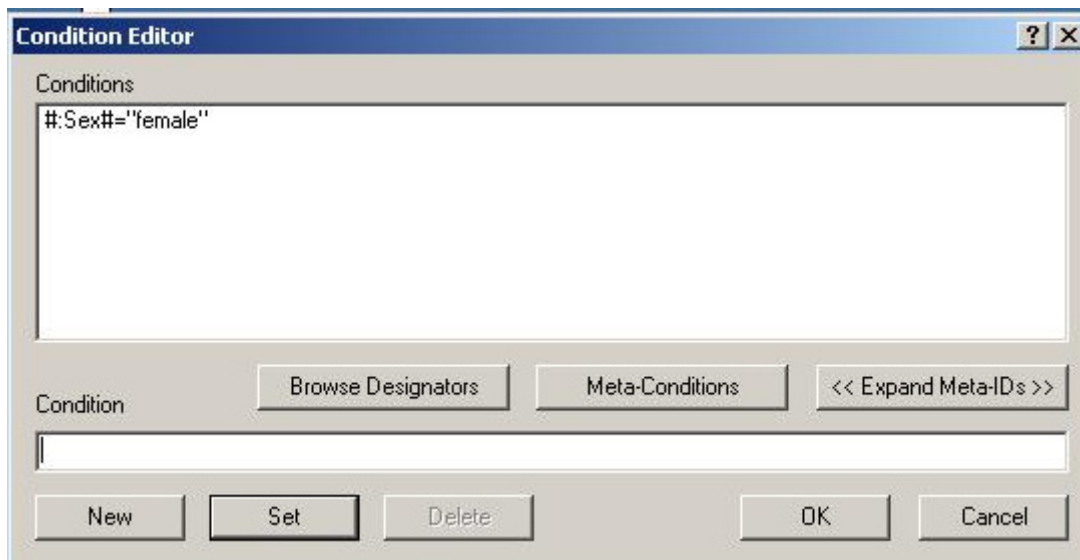 Condition Editor
Conditions
#:Sex#="female"
Browse Designators Meta-Conditions << Expand Meta-IDs >>
Condition
New Set Delete OK Cancel